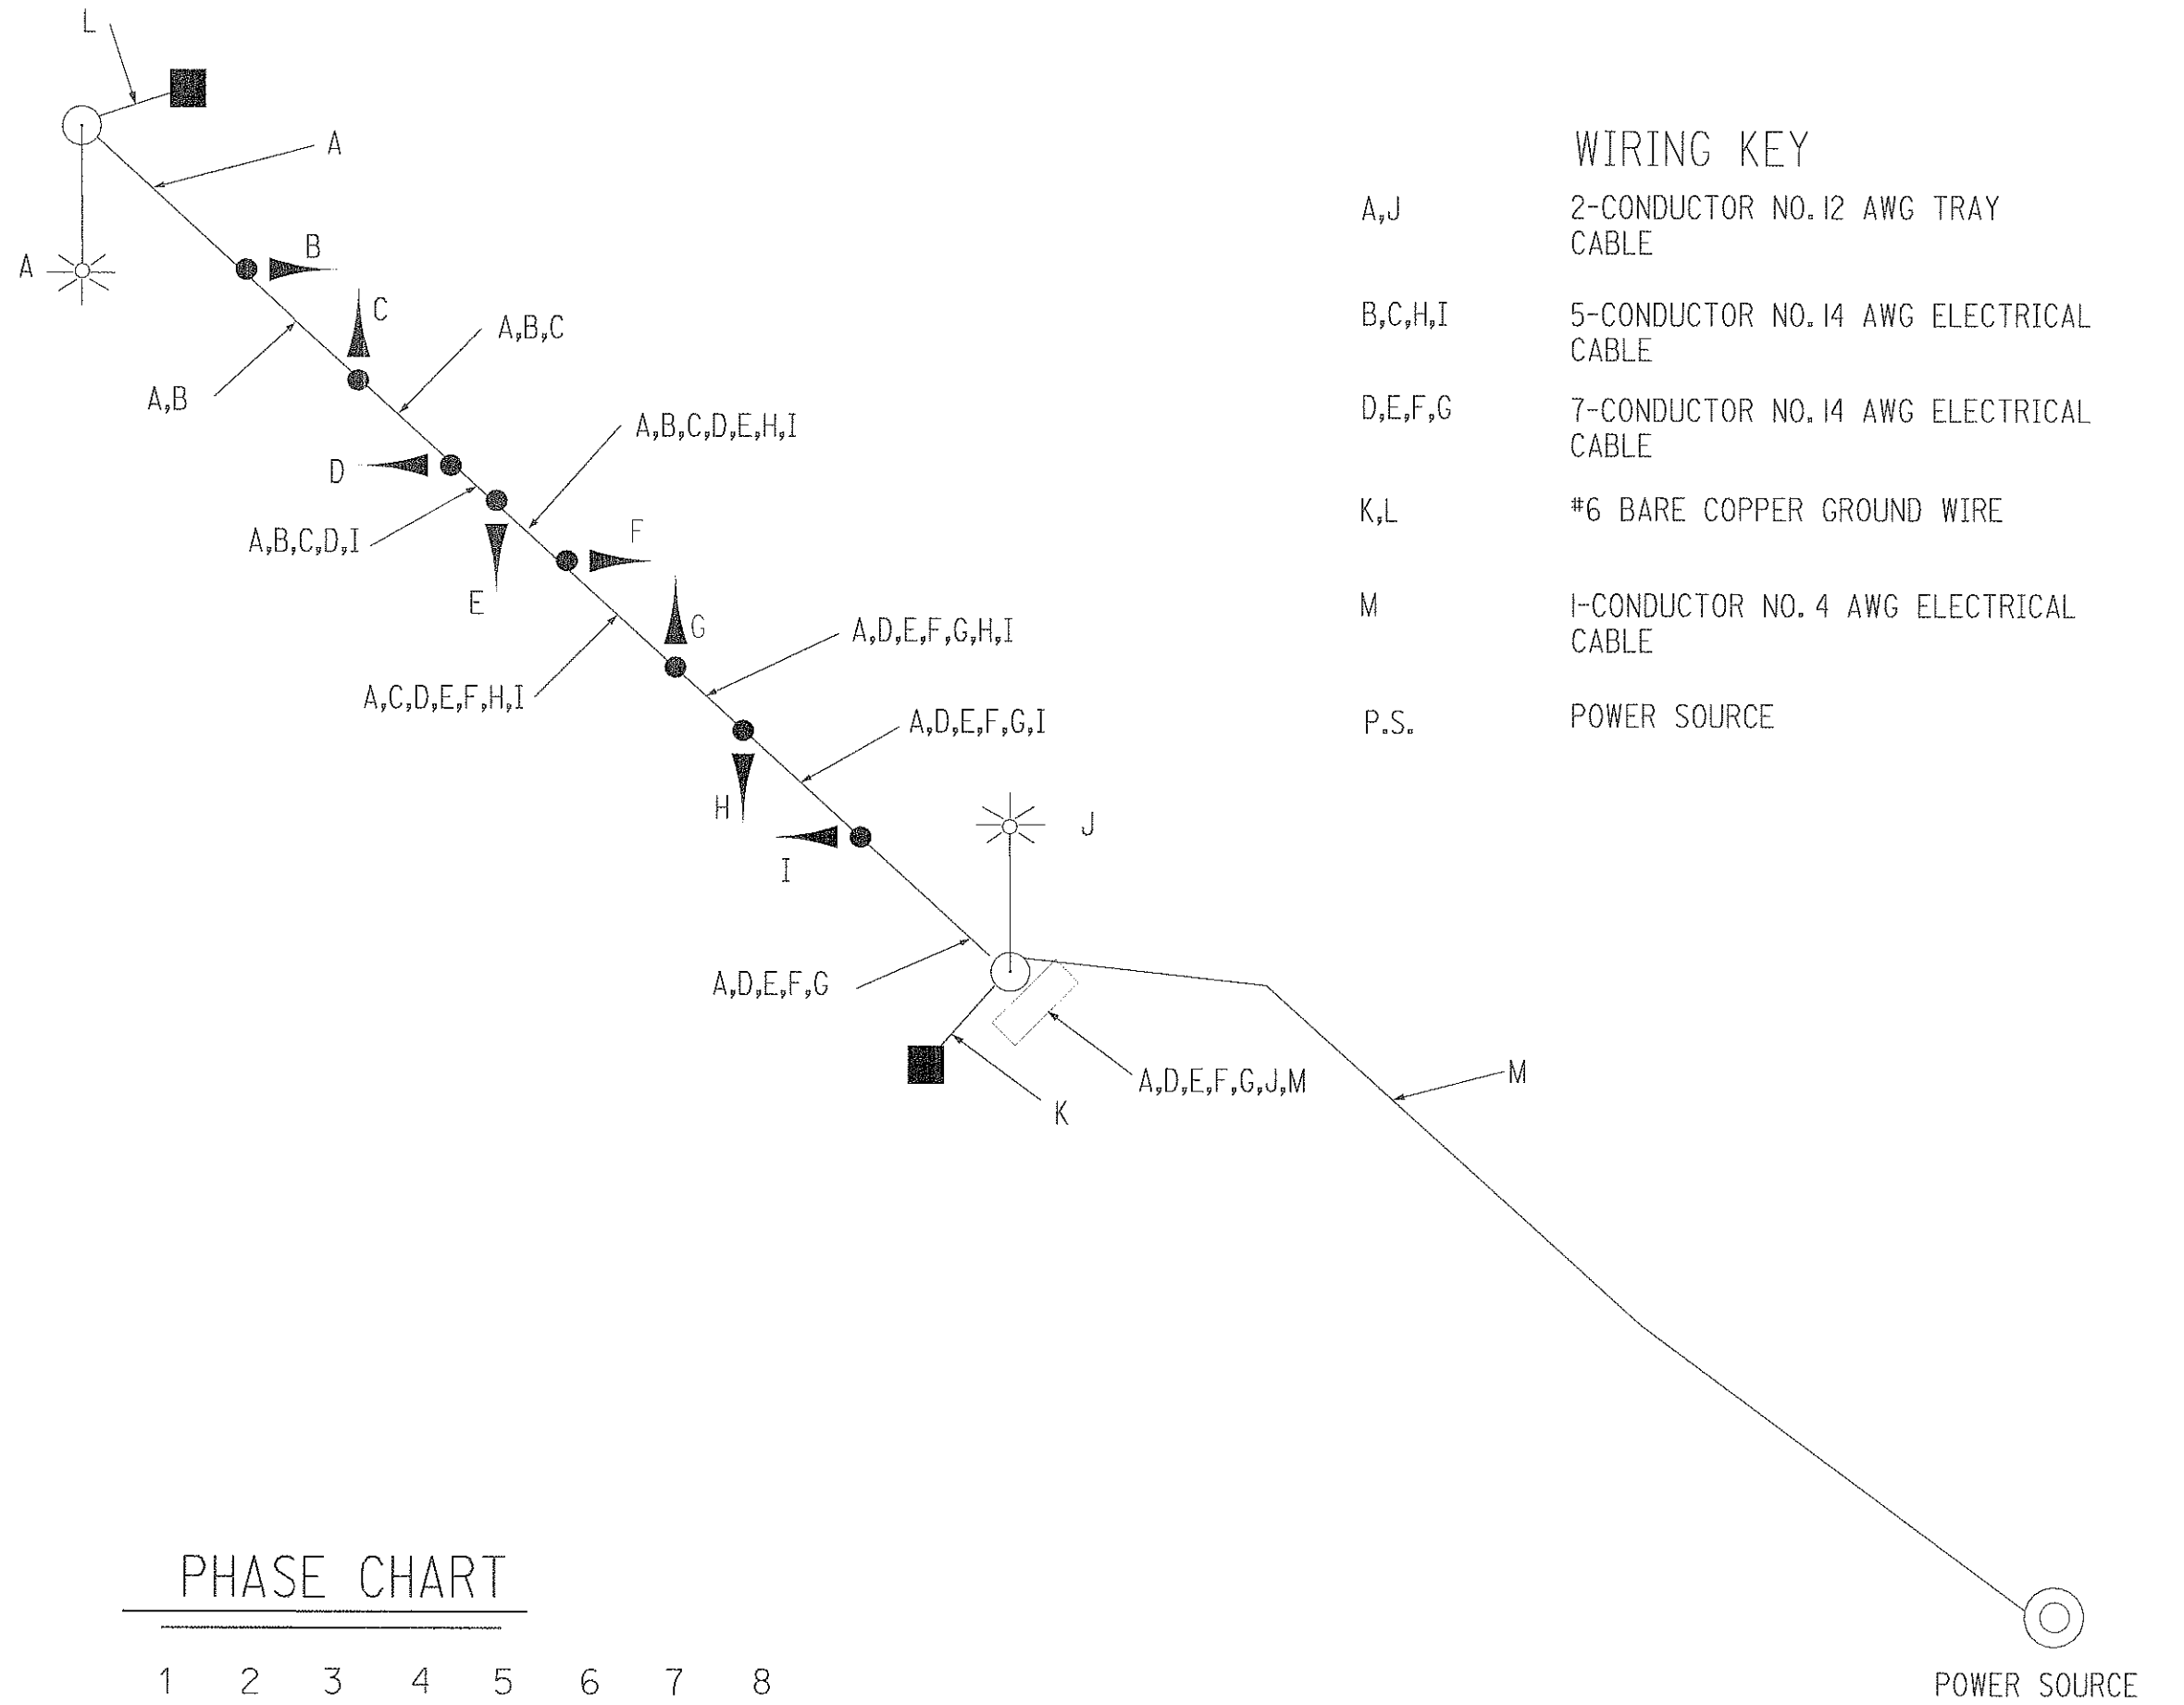 L
A
WIRING KEY
A,J 2-CONDUCTOR NO. 12 AWG TRAY
CABLE
A
B
C
A,B
A,B,C
B,C,H,I 5-CONDUCTOR NO. 14 AWG ELECTRICAL
CABLE
A,B,C,D,E,H,I
D,E,F,G 7-CONDUCTOR NO. 14 AWG ELECTRICAL
CABLE
D
A,B,C,D,I
E
F
K,L #6 BARE COPPER GROUND WIRE
G
A,D,E,F,G,H,I
M 1-CONDUCTOR NO. 4 AWG ELECTRICAL
CABLE
A,C,D,E,F,H,I
A,D,E,F,G,I
P.S. POWER SOURCE
H
I
J
A,D,E,F,G
A,D,E,F,G,J,M
K
M
PHASE CHART
1 2 3 4 5 6 7 8
POWER SOURCE